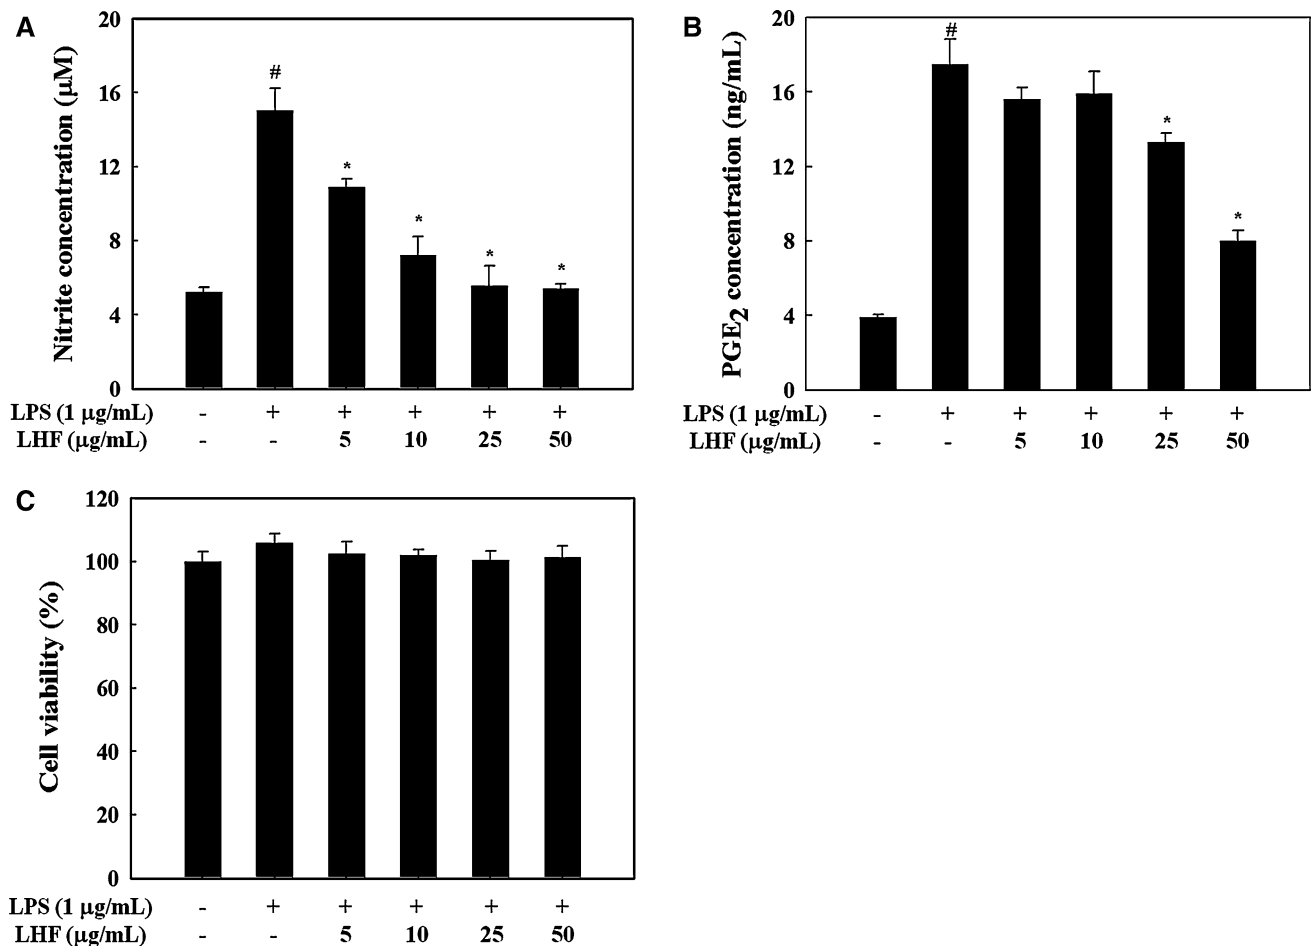 A
Nitrite concentration (μM)
20
16
12
8
4
0
#
*
*
*
*
LPS (1 μg/mL) - + + + + +
LHF (μg/mL) - - 5 10 25 50
B
PGE2 concentration (ng/mL)
20
16
12
8
4
0
#
*
*
LPS (1 μg/mL) - + + + + +
LHF (μg/mL) - - 5 10 25 50
C
Cell viability (%)
120
100
80
60
40
20
0
LPS (1 μg/mL) - + + + + +
LHF (μg/mL) - - 5 10 25 50